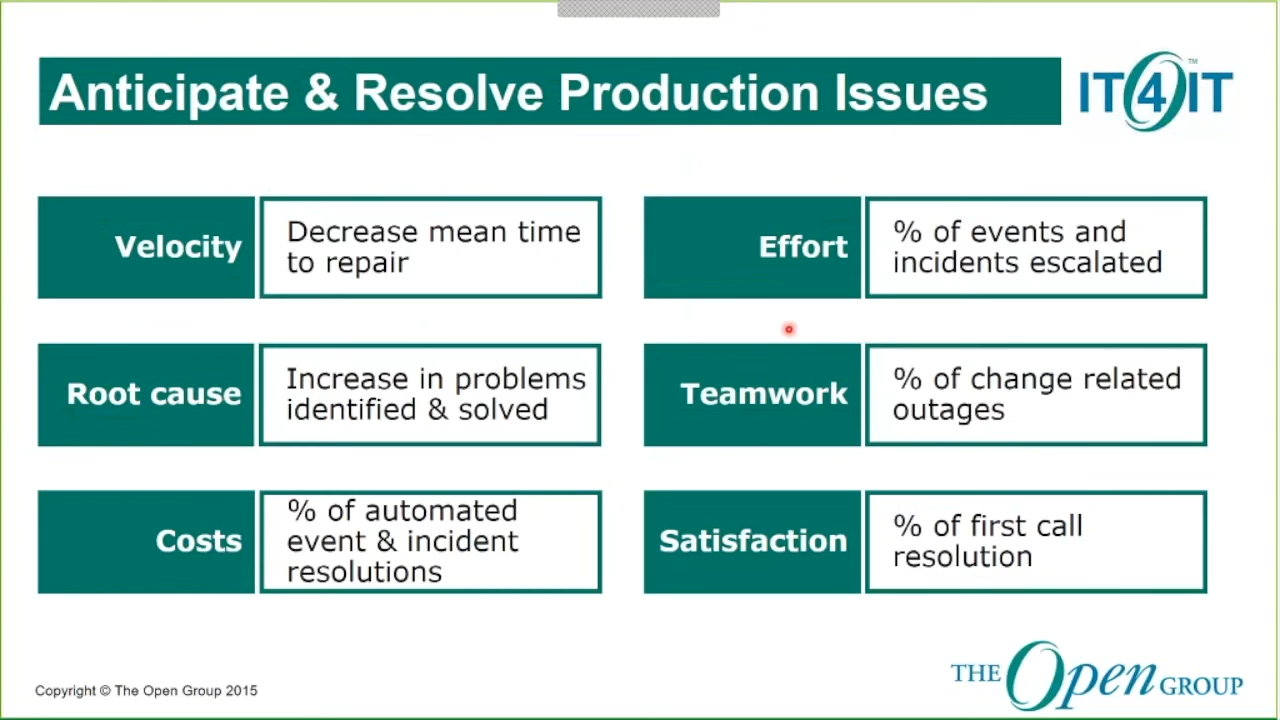 Anticipate & Resolve Production Issues
IT4IT™
Velocity
Decrease mean time
to repair
Effort
% of events and
incidents escalated
Root cause
Increase in problems
identified & solved
Teamwork
% of change related
outages
Costs
% of automated
event & incident
resolutions
Satisfaction
% of first call
resolution
Copyright © The Open Group 2015
THE Open GROUP